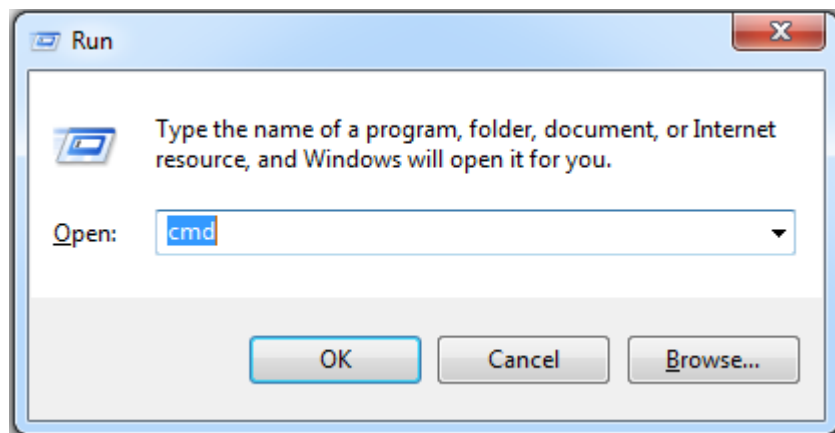 Run
Type the name of a program, folder, document, or Internet
resource, and Windows will open it for you.
Open: cmd
OK Cancel Browse...